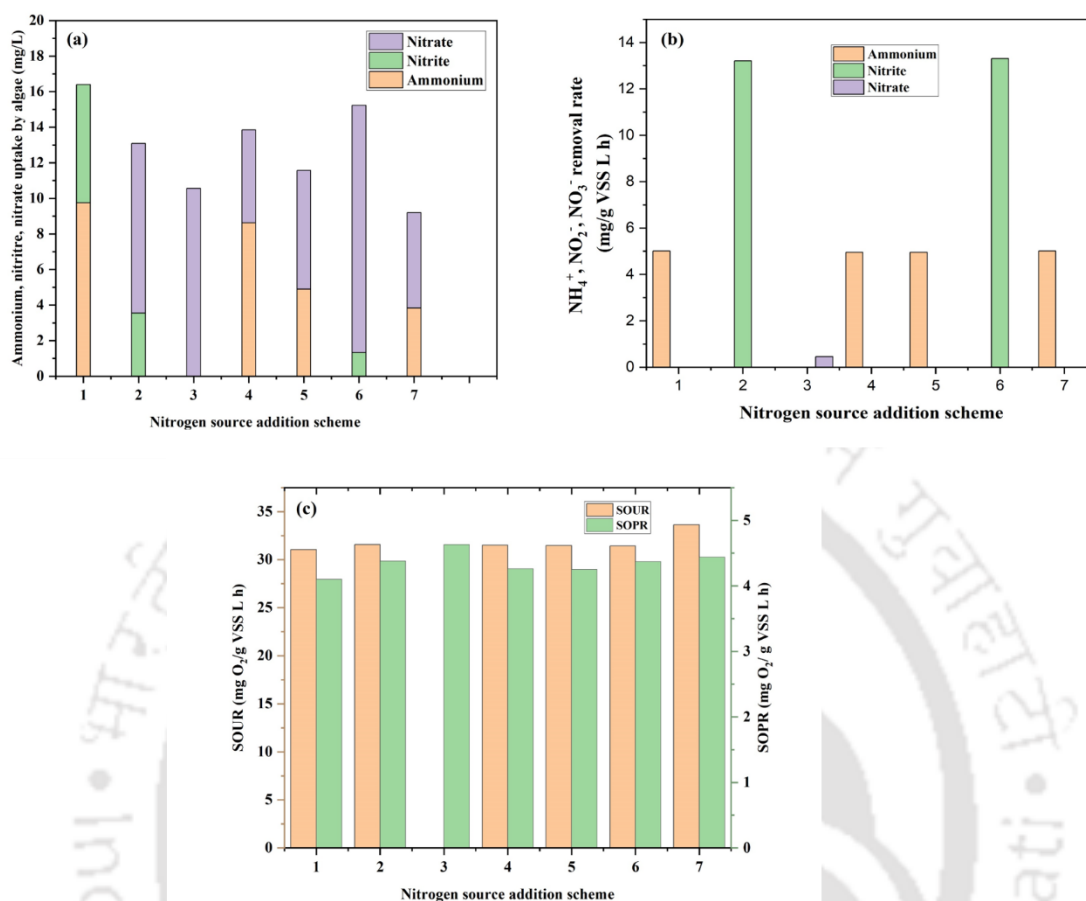 (a)
Nitrate
Nitrite
Ammonium
Ammonium, nitritre, nitrate uptake by algae (mg/L)
20
18
16
14
12
10
8
6
4
2
0
1 2 3 4 5 6 7
Nitrogen source addition scheme
(b)
Ammonium
Nitrite
Nitrate
NH₄⁺, NO₂⁻, NO₃⁻ removal rate
(mg/g VSS L h)
14
12
10
8
6
4
2
0
1 2 3 4 5 6 7
Nitrogen source addition scheme
(c)
SOUR
SOPR
SOUR (mg O₂/g VSS L h)
35
30
25
20
15
10
5
0
SOPR (mg O₂/ g VSS L h)
5
4
3
2
1
0
1 2 3 4 5 6 7
Nitrogen source addition scheme